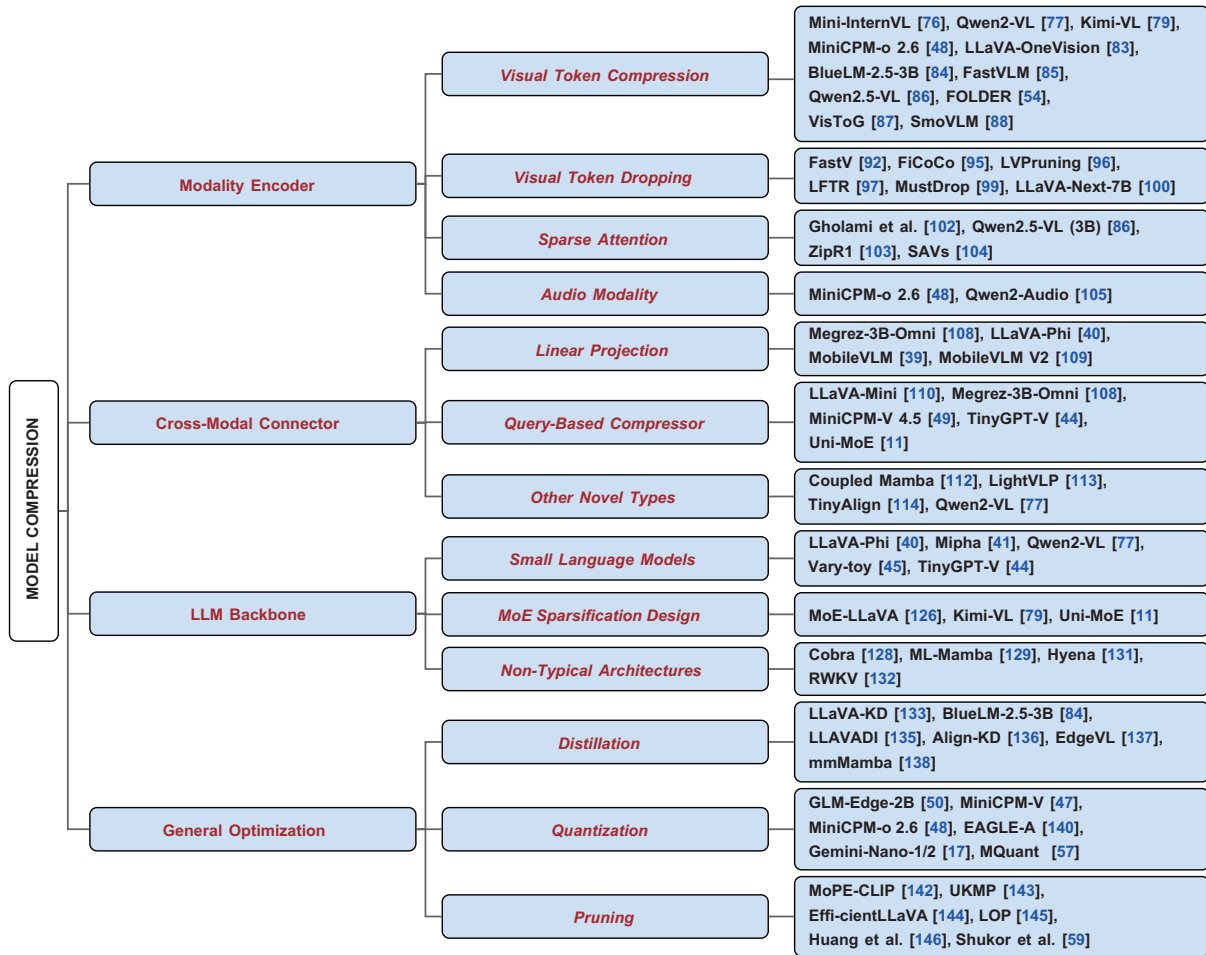 MODEL COMPRESSION
Modality Encoder
Visual Token Compression
Mini-InternVL [76], Qwen2-VL [77], Kimi-VL [79],
MiniCPM-o 2.6 [48], LLaVA-OneVision [83],
BlueLM-2.5-3B [84], FastVLM [85],
Qwen2.5-VL [86], FOLDER [54],
VisToG [87], SmoVLM [88]
Visual Token Dropping
FastV [92], FiCoCo [95], LVPruning [96],
LFTR [97], MustDrop [99], LLaVA-Next-7B [100]
Sparse Attention
Gholami et al. [102], Qwen2.5-VL (3B) [86],
ZipR1 [103], SAVs [104]
Audio Modality
MiniCPM-o 2.6 [48], Qwen2-Audio [105]
Cross-Modal Connector
Linear Projection
Megrez-3B-Omni [108], LLaVA-Phi [40],
MobileVLM [39], MobileVLM V2 [109]
Query-Based Compressor
LLaVA-Mini [110], Megrez-3B-Omni [108],
MiniCPM-V 4.5 [49], TinyGPT-V [44],
Uni-MoE [11]
Other Novel Types
Coupled Mamba [112], LightVLP [113],
TinyAlign [114], Qwen2-VL [77]
LLM Backbone
Small Language Models
LLaVA-Phi [40], Mipha [41], Qwen2-VL [77],
Vary-toy [45], TinyGPT-V [44]
MoE Sparsification Design
MoE-LLaVA [126], Kimi-VL [79], Uni-MoE [11]
Non-Typical Architectures
Cobra [128], ML-Mamba [129], Hyena [131],
RWKV [132]
General Optimization
Distillation
LLaVA-KD [133], BlueLM-2.5-3B [84],
LLAVADI [135], Align-KD [136], EdgeVL [137],
mmMamba [138]
Quantization
GLM-Edge-2B [50], MiniCPM-V [47],
MiniCPM-o 2.6 [48], EAGLE-A [140],
Gemini-Nano-1/2 [17], MQuant [57]
Pruning
MoPE-CLIP [142], UKMP [143],
Effi-cientLLaVA [144], LOP [145],
Huang et al. [146], Shukor et al. [59]